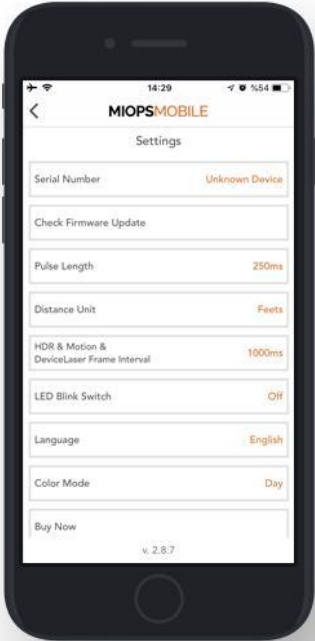 14:29
%54
MIOPSMOBILE
Settings
Serial Number Unknown Device
Check Firmware Update
Pulse Length 250ms
Distance Unit Feets
HDR & Motion &
DeviceLaser Frame Interval 1000ms
LED Blink Switch Off
Language English
Color Mode Day
Buy Now
v. 2.8.7